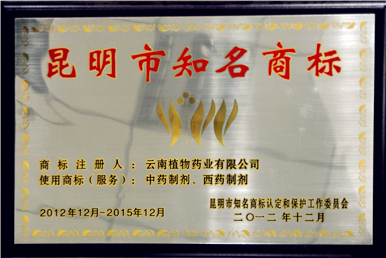 昆明市知名商标
商标注册人：云南植物药业有限公司
使用商标（服务）：中药制剂、西药制剂
2012年12月-2015年12月
昆明市知名商标认定和保护工作委员会
二〇一二年十二月